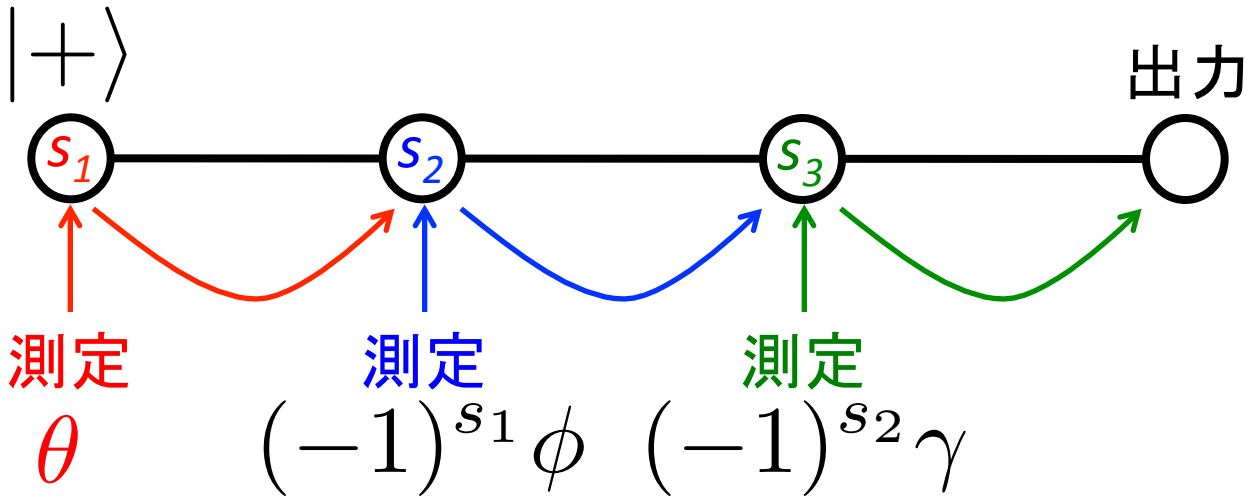 |+⟩
出力
s₁ s₂ s₃
測定 測定 測定
θ (−1)^{s₁}ϕ (−1)^{s₂}γ